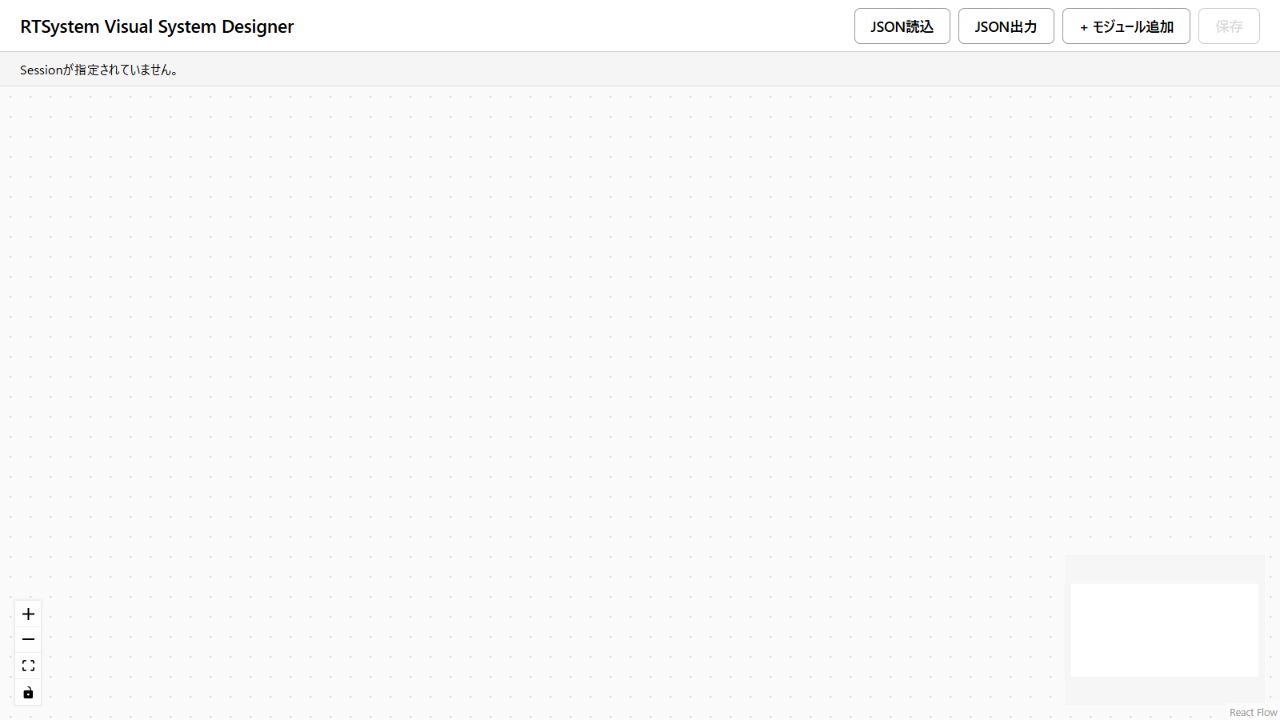 RTSystem Visual System Designer
JSON読込
JSON出力
+ モジュール追加
保存
Sessionが指定されていません。
React Flow